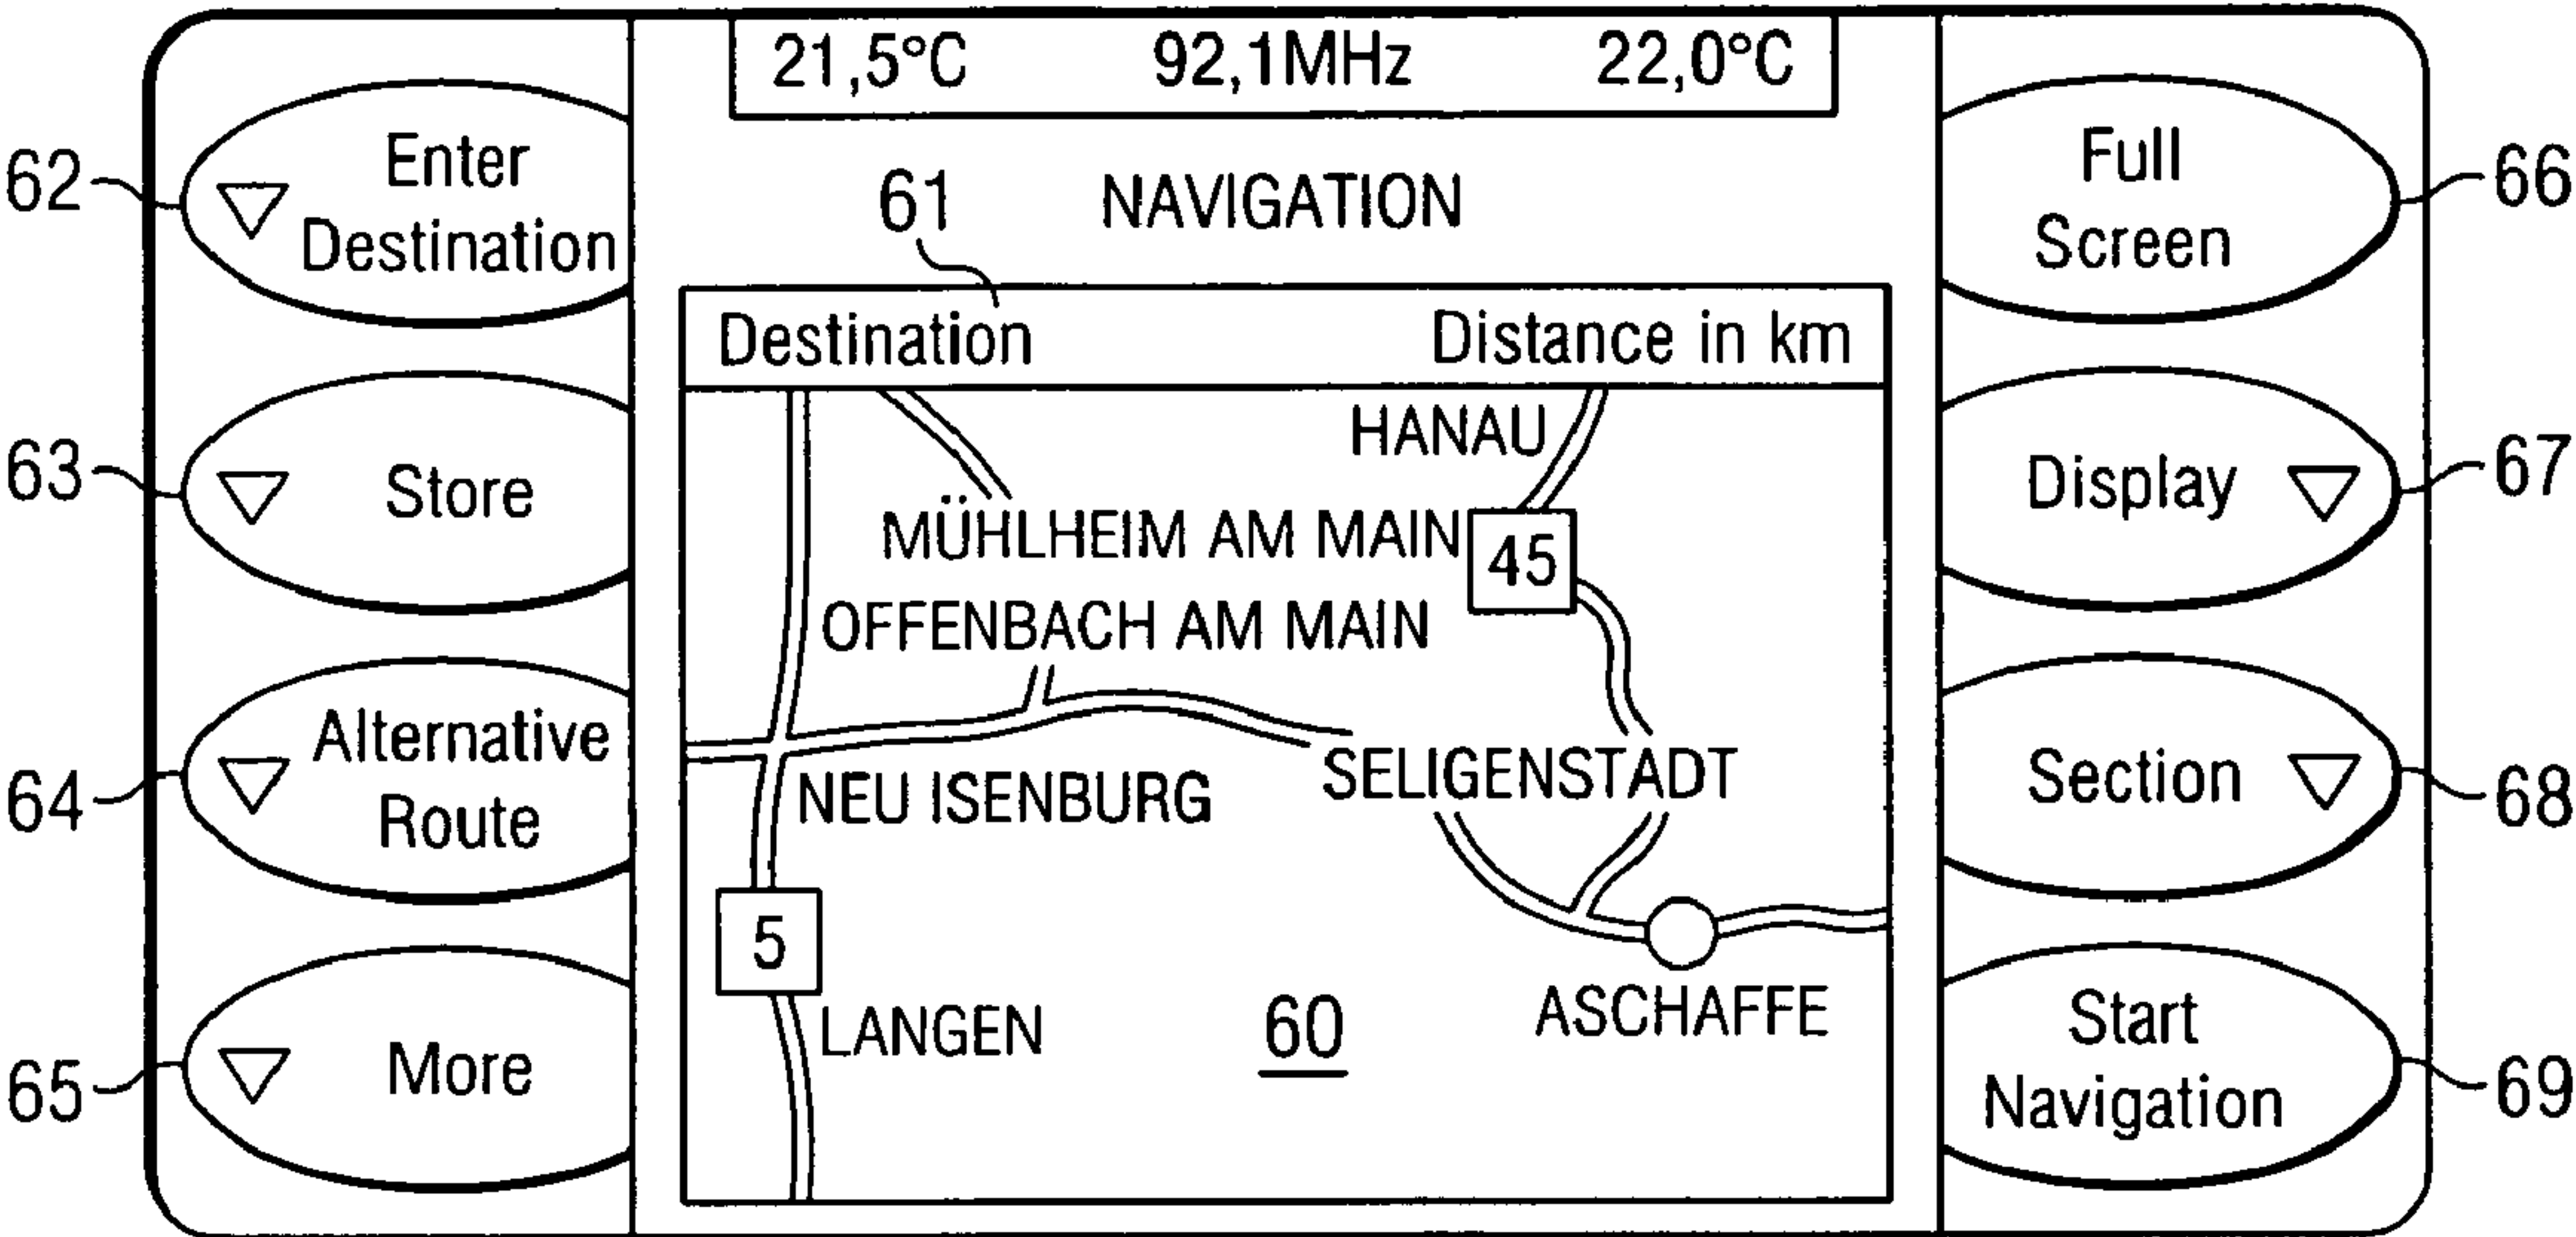 21,5°C 92,1MHz 22,0°C
NAVIGATION
61
Destination Distance in km
62
Enter
Destination
63
Store
64
Alternative
Route
65
More
HANAU
MÜHLHEIM AM MAIN
45
OFFENBACH AM MAIN
SELIGENSTADT
NEU ISENBURG
5
LANGEN
60
ASCHAFFE
Full
Screen
66
Display
67
Section
68
Start
Navigation
69